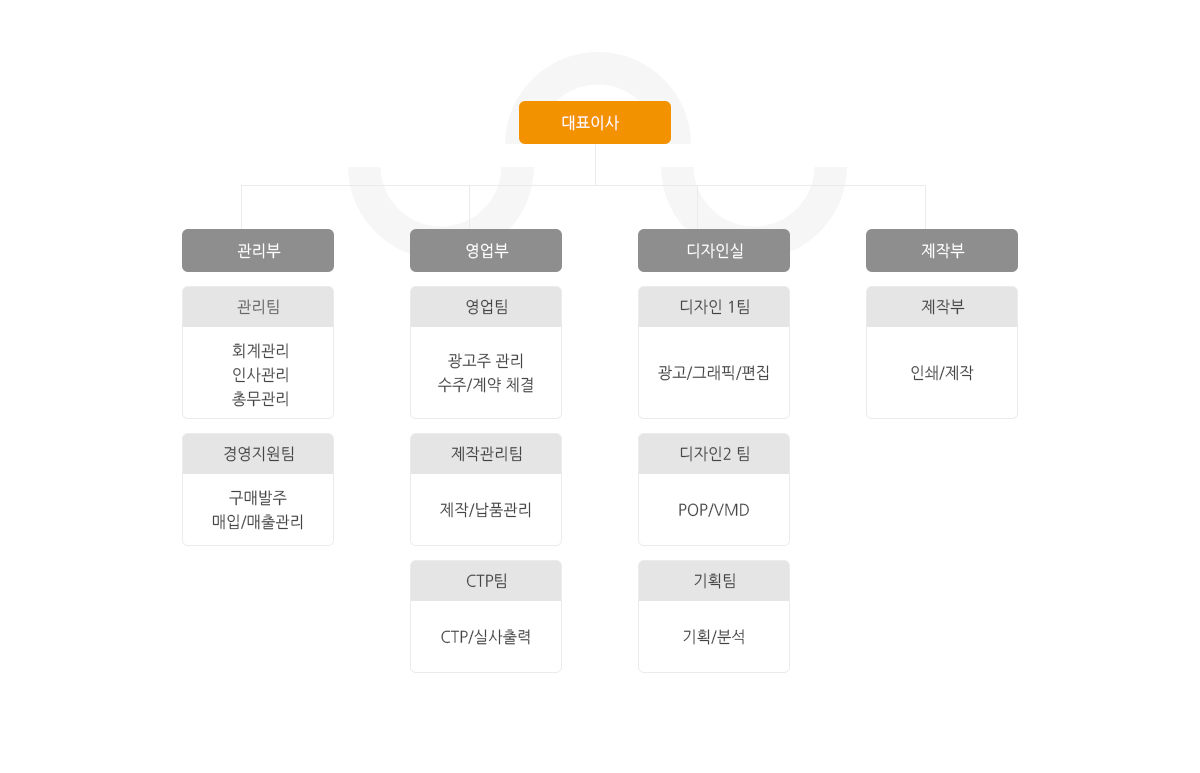 대표이사
관리부
영업부
디자인실
제작부
관리팀
회계관리
인사관리
총무관리
경영지원팀
구매발주
매입/매출관리
영업팀
광고주 관리
수주/계약 체결
제작관리팀
제작/납품관리
CTP팀
CTP/실사출력
디자인 1팀
광고/그래픽/편집
디자인2 팀
POP/VMD
기획팀
기획/분석
제작부
인쇄/제작